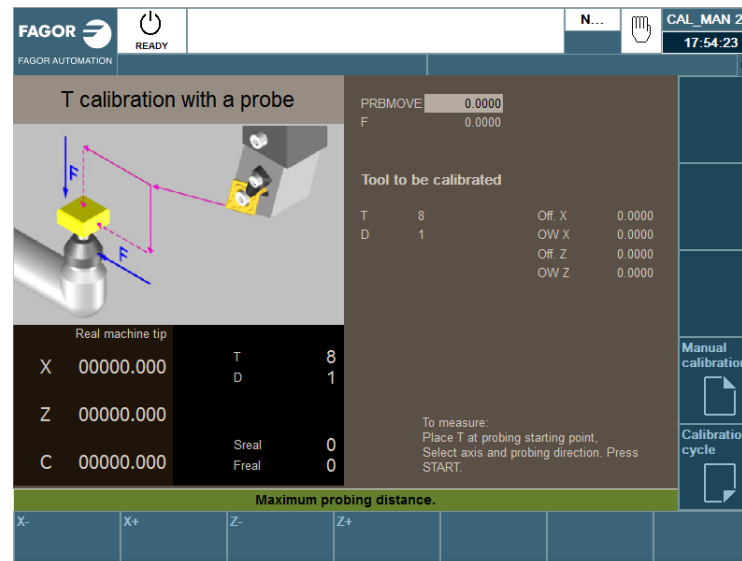 FAGOR
READY
N...
CAL_MAN 2
17:54:23
FAGOR AUTOMATION
T calibration with a probe
PRBMOVE 0.0000
F 0.0000
F
F
Tool to be calibrated
T 8 Off. X 0.0000
D 1 OW X 0.0000
Off. Z 0.0000
OW Z 0.0000
Real machine tip
X 00000.000
Z 00000.000
C 00000.000
T 8
D 1
Sreal 0
Freal 0
To measure:
Place T at probing starting point,
Select axis and probing direction. Press
START.
Manual
calibration
Calibratio
cycle
Maximum probing distance.
X-
X+
Z-
Z+